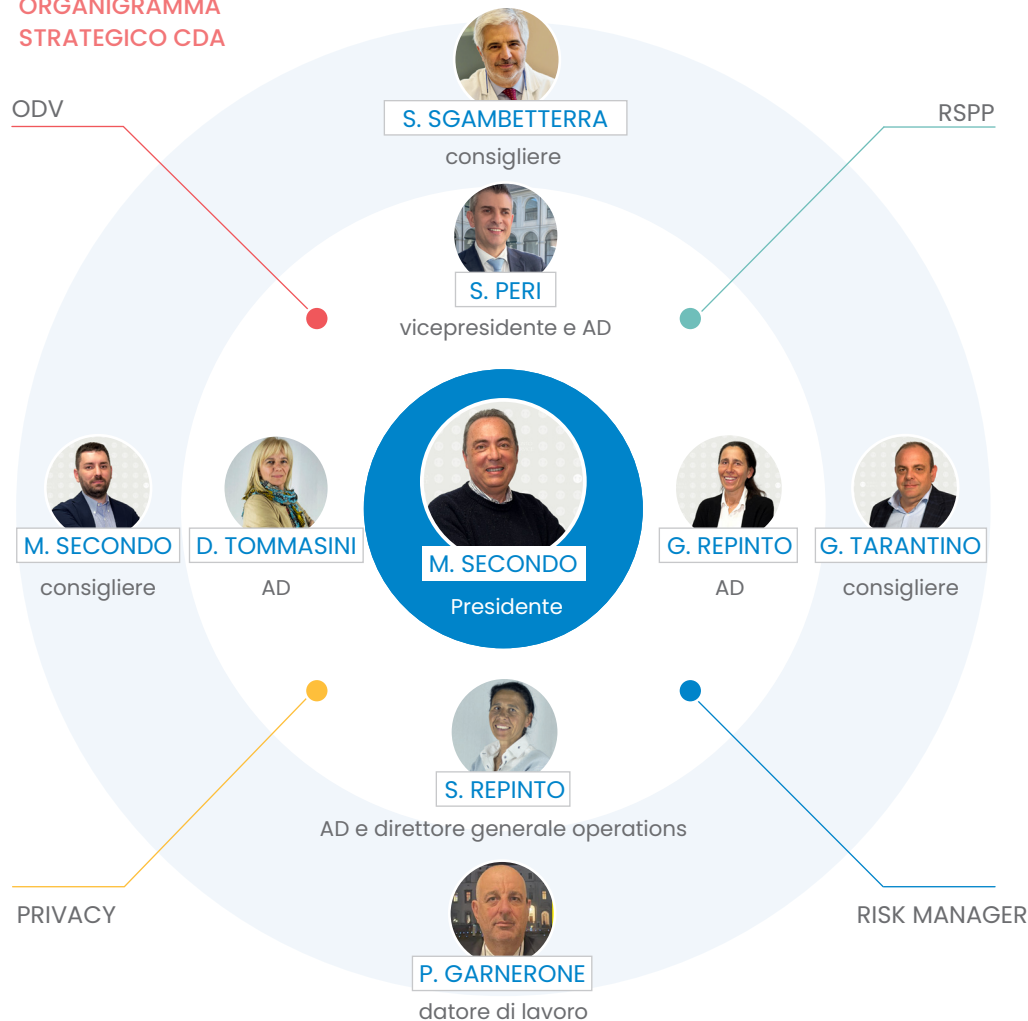 ORGANIGRAMMA
STRATEGICO CDA
ODV
RSPP
S. SGAMBETTERRA
consigliere
S. PERI
vicepresidente e AD
M. SECONDO
consigliere
D. TOMMASINI
AD
M. SECONDO
Presidente
G. REPINTO
AD
G. TARANTINO
consigliere
S. REPINTO
AD e direttore generale operations
PRIVACY
RISK MANAGER
P. GARNERONE
datore di lavoro